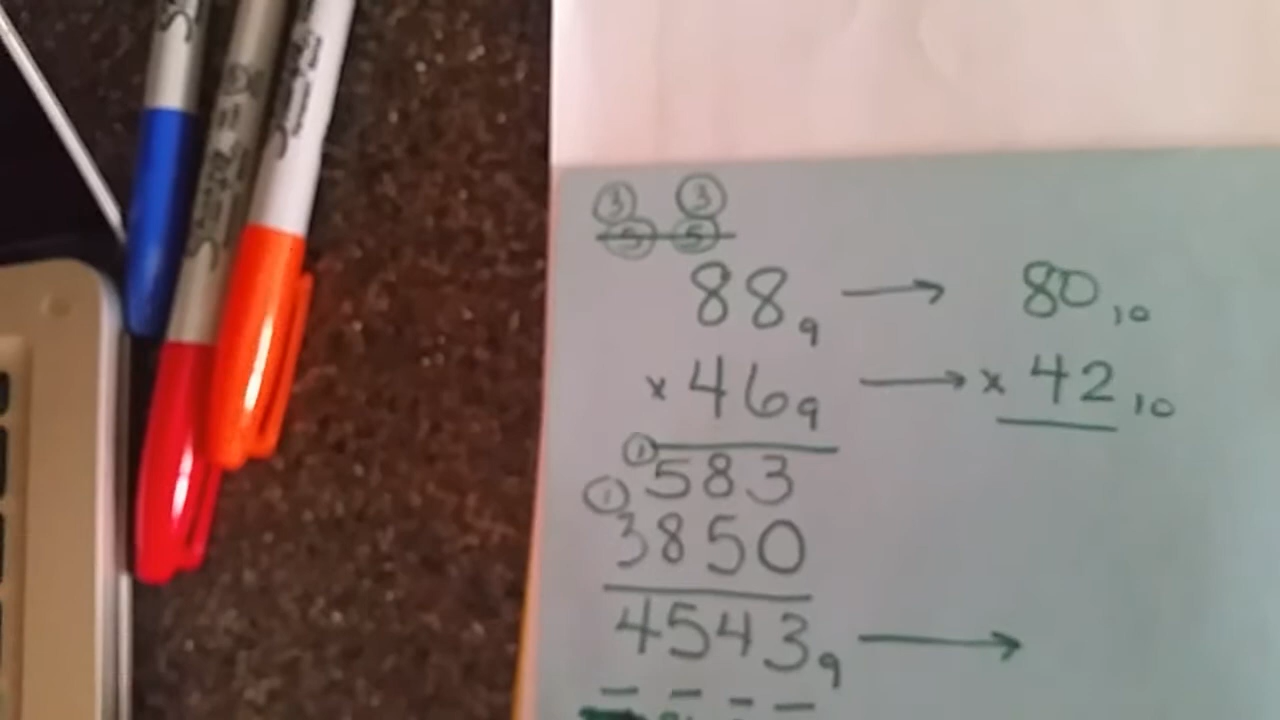 3 3
5 5
88₉ → 80₁₀
× 46₉ → × 42₁₀
1 583
1 3850
4543₉ →